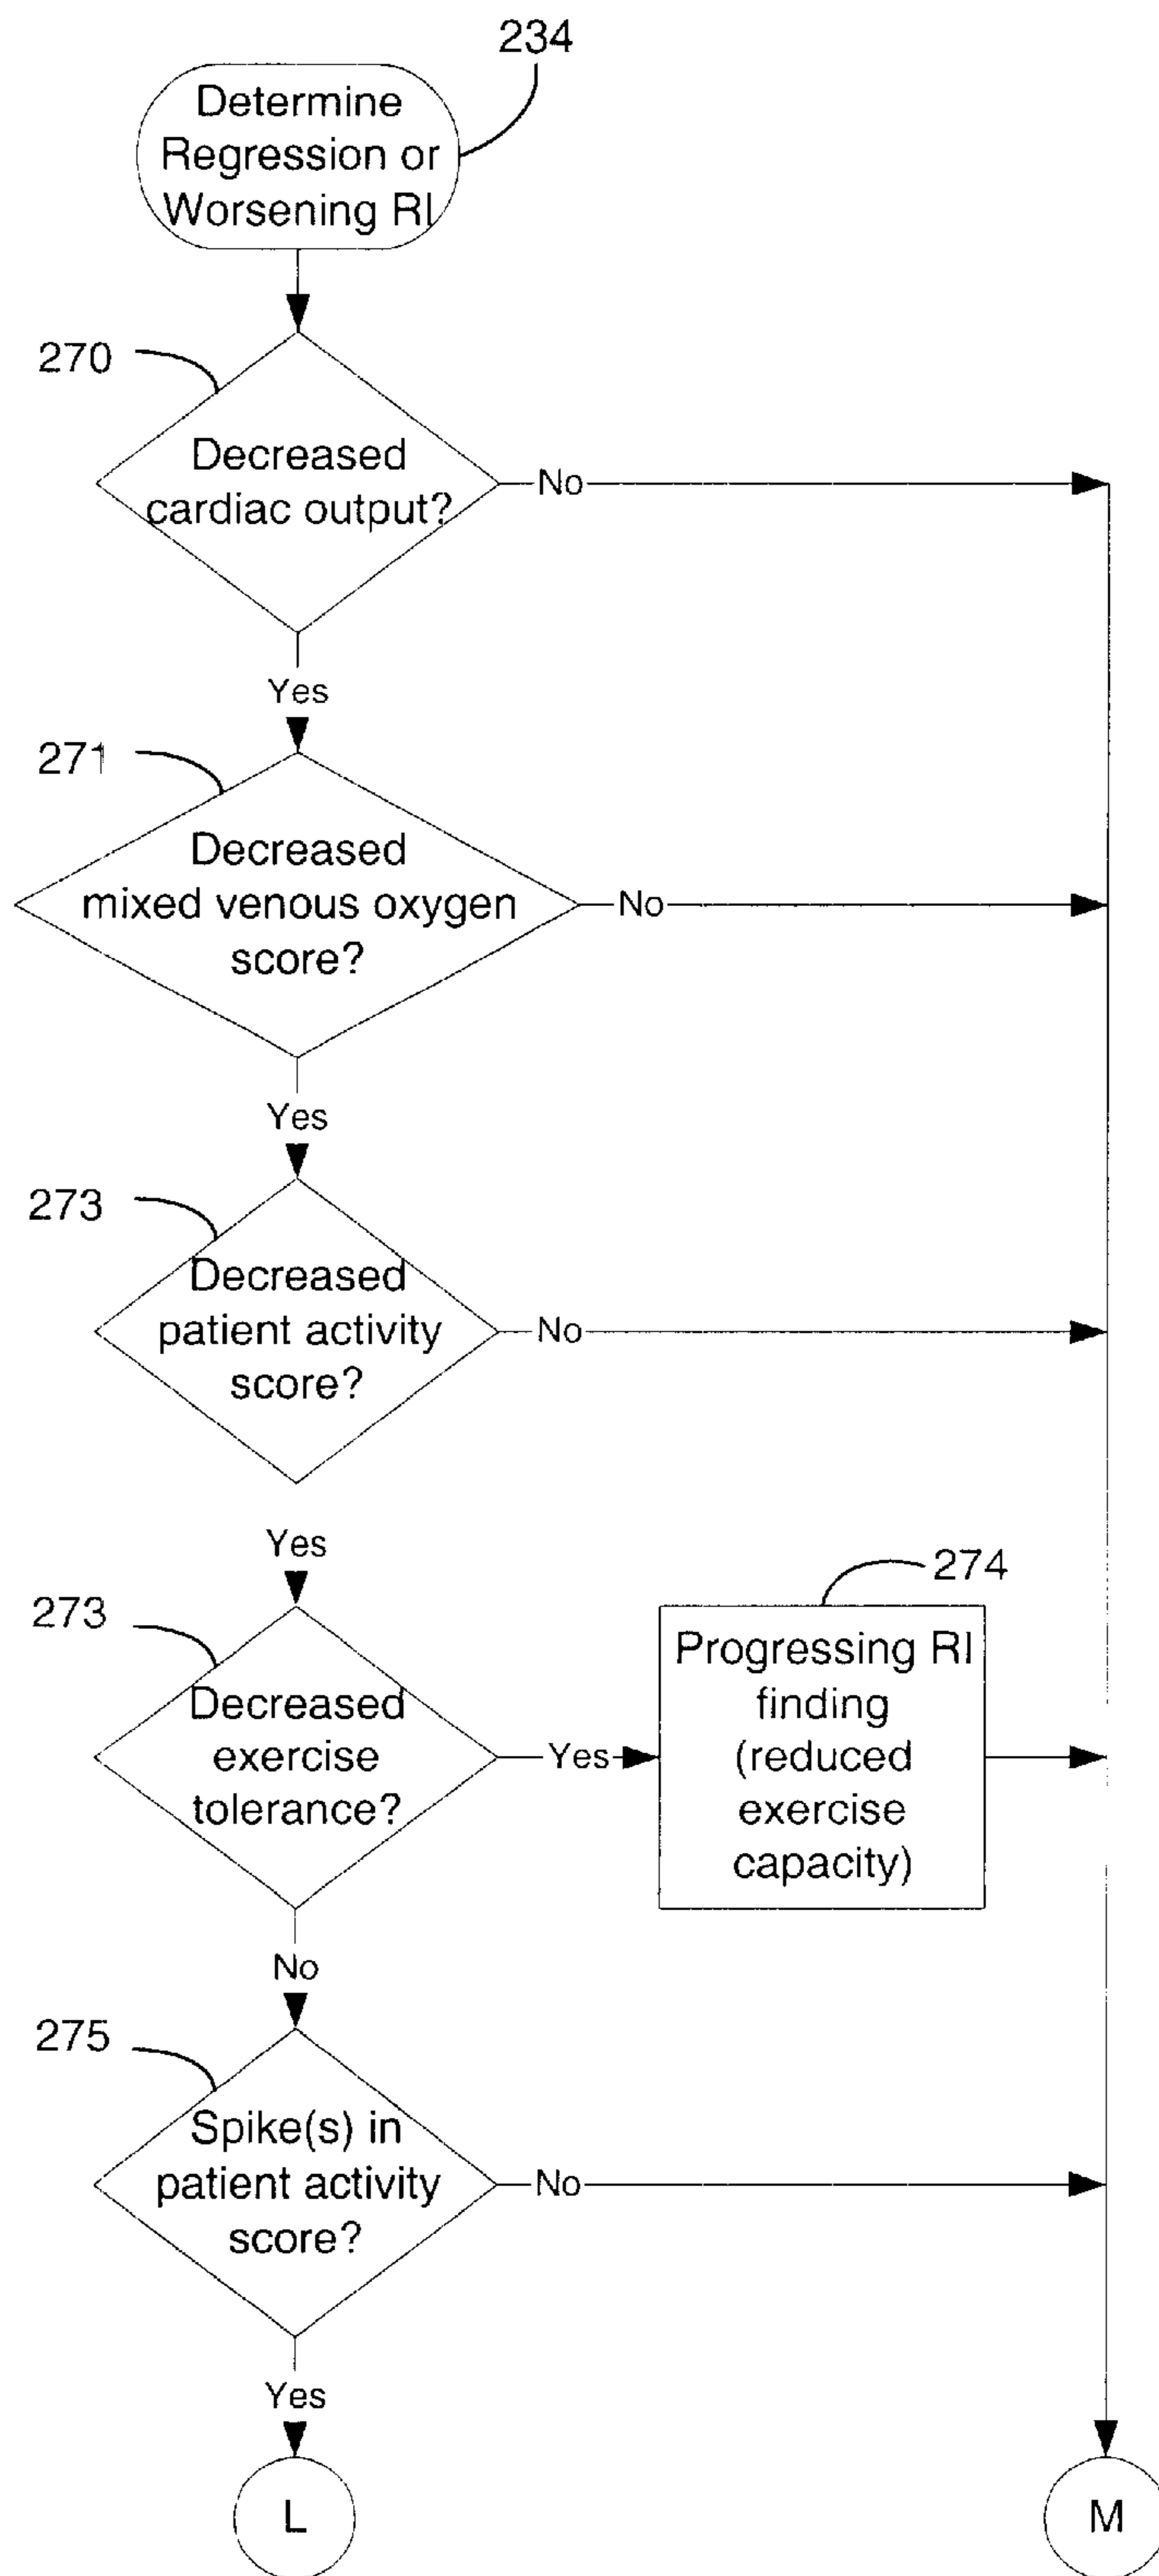 234
Determine
Regression or
Worsening RI
270
Decreased
cardiac output?
No
Yes
271
Decreased
mixed venous oxygen
score?
No
Yes
273
Decreased
patient activity
score?
No
Yes
273
Decreased
exercise
tolerance?
Yes
274
Progressing RI
finding
(reduced
exercise
capacity)
No
275
Spike(s) in
patient activity
score?
No
Yes
L
M